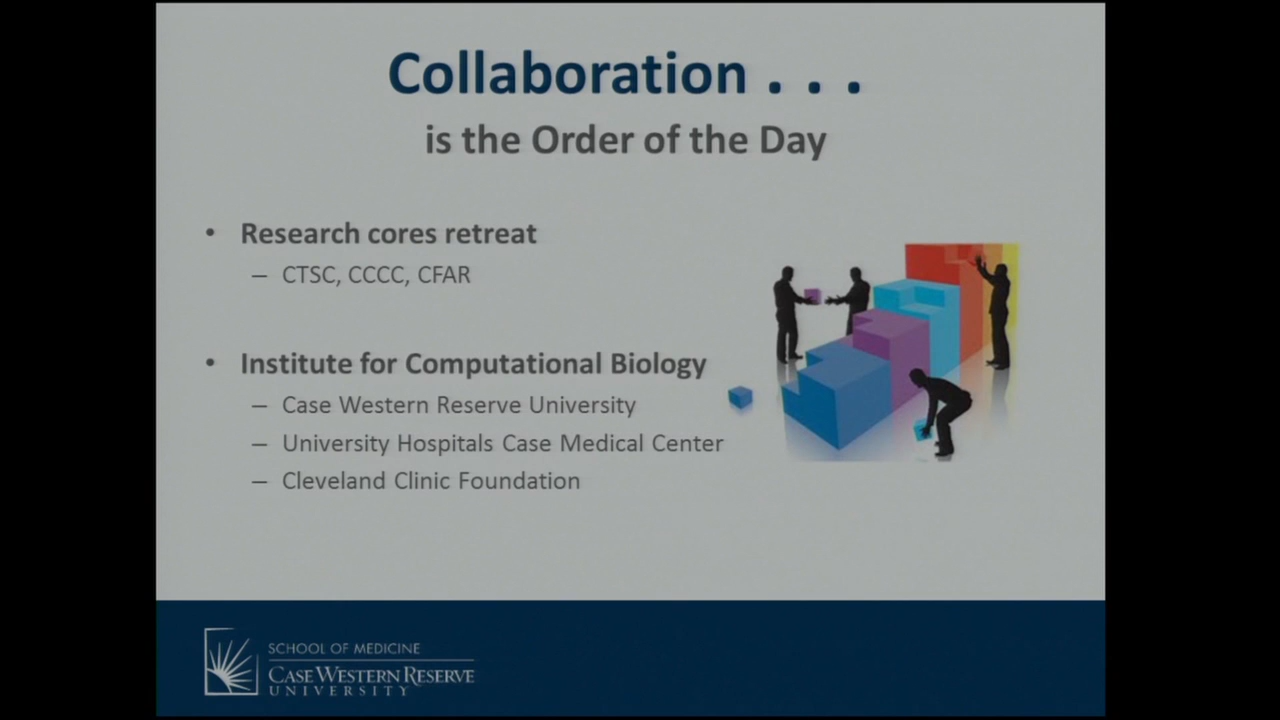 Collaboration . . .
is the Order of the Day
• Research cores retreat
– CTSC, CCCC, CFAR
• Institute for Computational Biology
– Case Western Reserve University
– University Hospitals Case Medical Center
– Cleveland Clinic Foundation
SCHOOL OF MEDICINE
CASE WESTERN RESERVE
UNIVERSITY